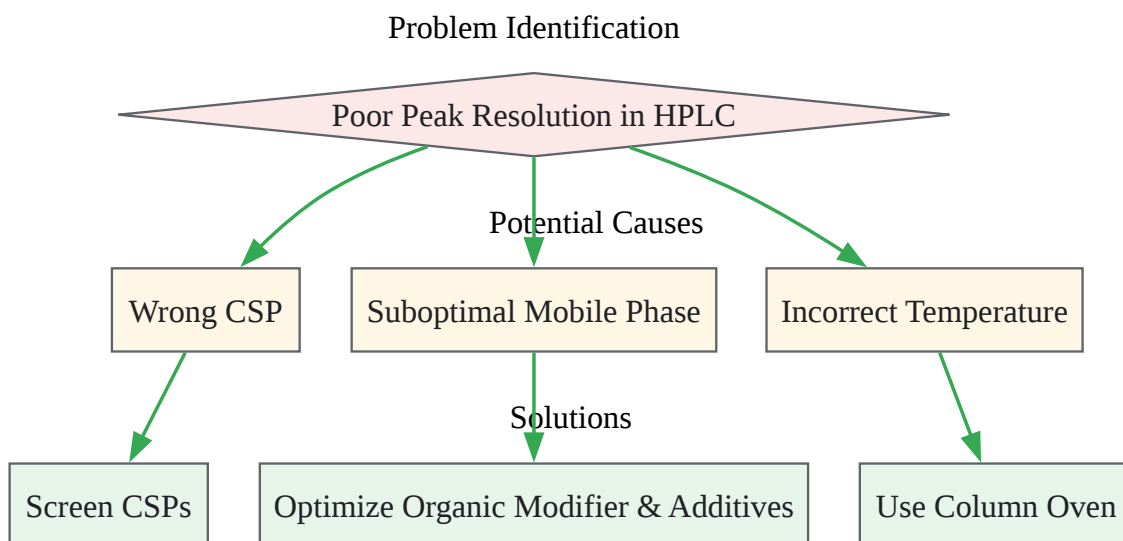 Problem Identification
Poor Peak Resolution in HPLC
Potential Causes
Wrong CSP
Suboptimal Mobile Phase
Incorrect Temperature
Solutions
Screen CSPs
Optimize Organic Modifier & Additives
Use Column Oven